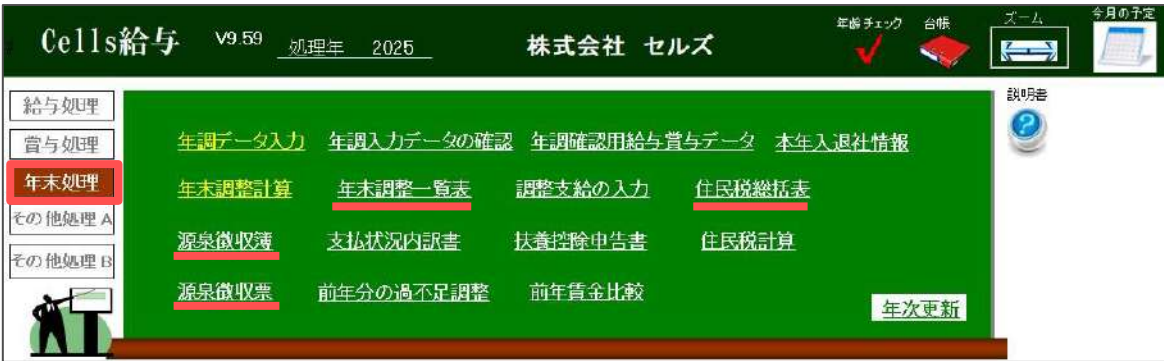 Cells給与 V9.59 処理年 2025 株式会社 セルズ 年齢チェック 台帳 ズーム 今月の予定
給与処理
賞与処理
年末処理
その他処理 A
その他処理 B
年調データ入力 年調入力データの確認 年調確認用給与賞与データ 本年入退社情報
年末調整計算 年末調整一覧表 調整支給の入力 住民税総括表
源泉徴収簿 支払状況内訳書 扶養控除申告書 住民税計算
源泉徴収票 前年分の過不足調整 前年賃金比較
年次更新
説明書